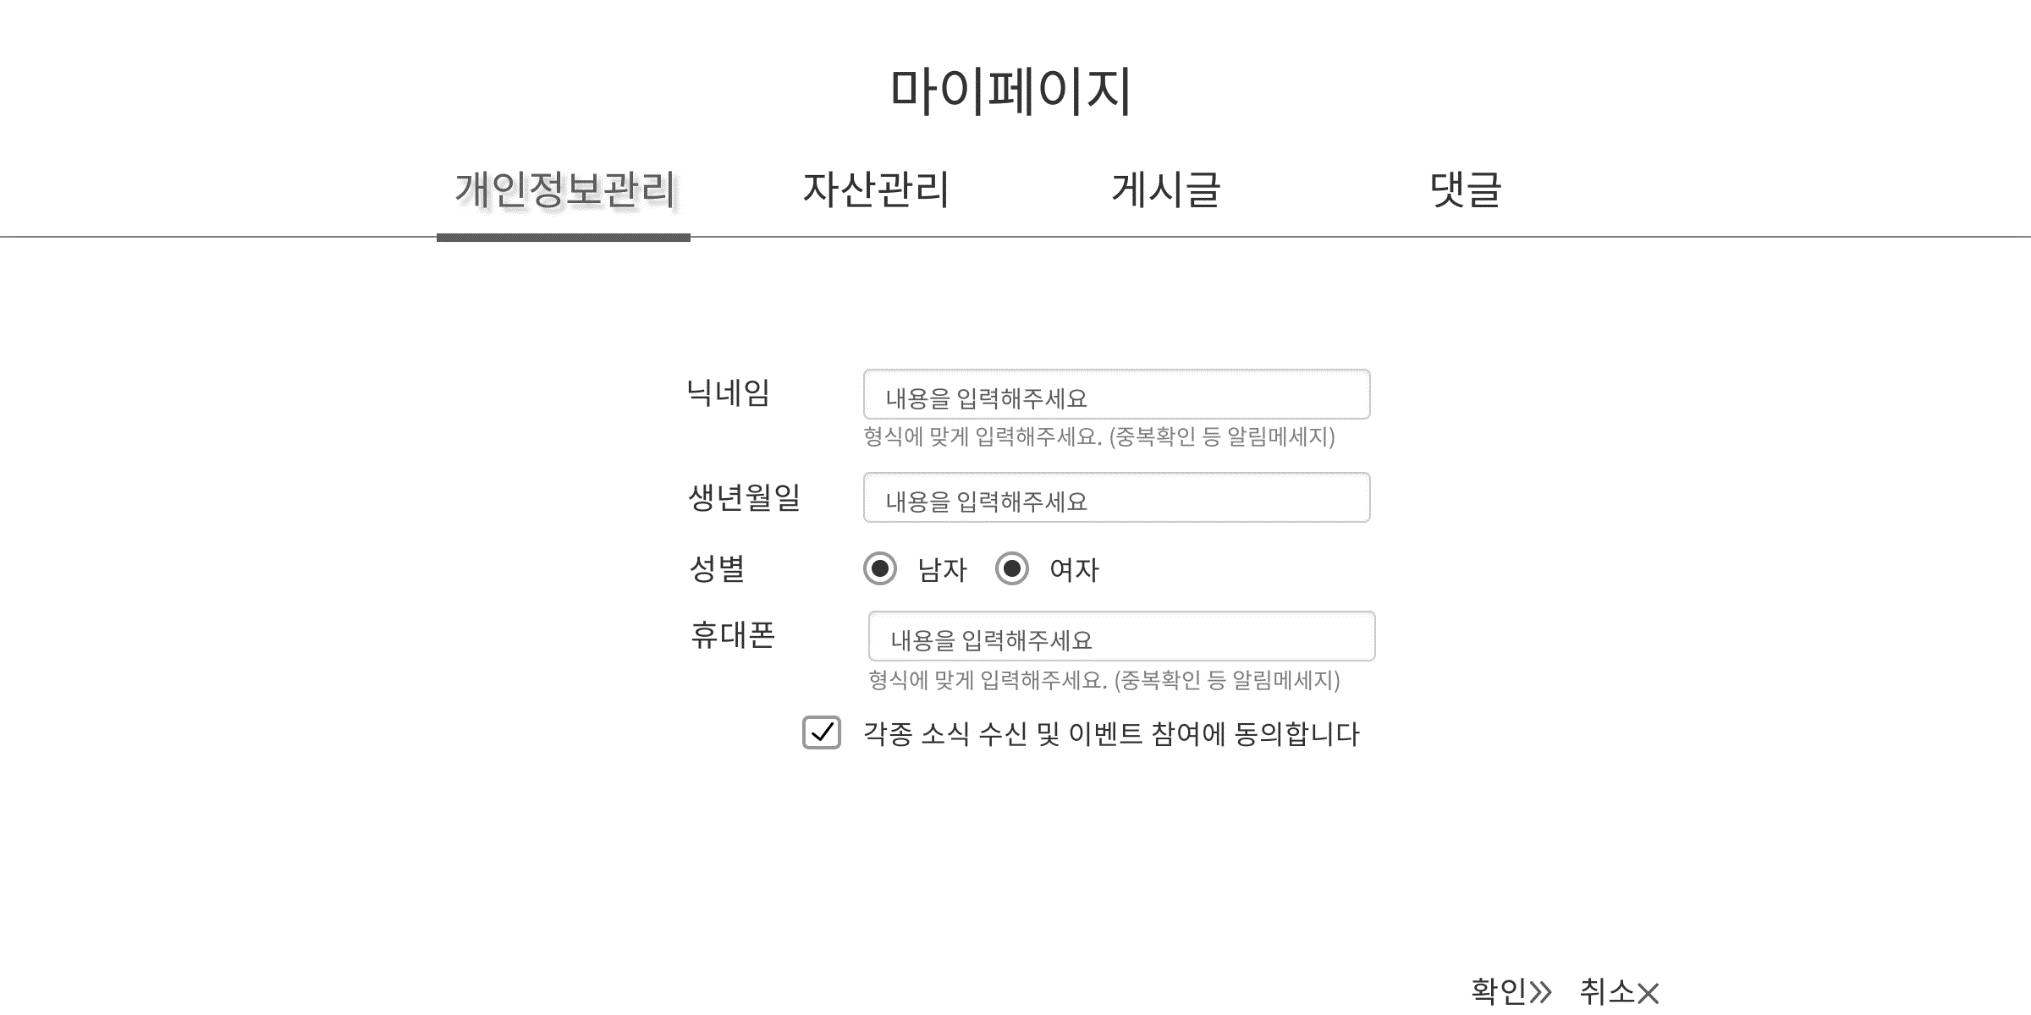 마이페이지
개인정보관리 자산관리 게시글 댓글
닉네임 내용을 입력해주세요
형식에 맞게 입력해주세요. (중복확인 등 알림메세지)
생년월일 내용을 입력해주세요
성별 남자 여자
휴대폰 내용을 입력해주세요
형식에 맞게 입력해주세요. (중복확인 등 알림메세지)
각종 소식 수신 및 이벤트 참여에 동의합니다
확인 취소